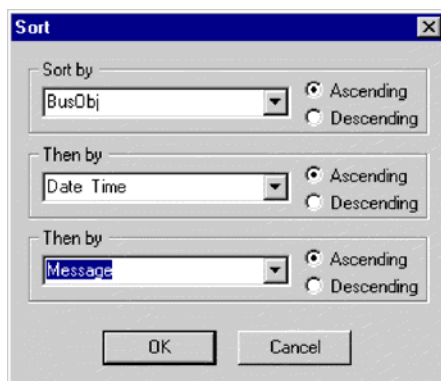 Sort
Sort by
BusObj
Ascending
Descending
Then by
Date Time
Ascending
Descending
Then by
Message
Ascending
Descending
OK
Cancel